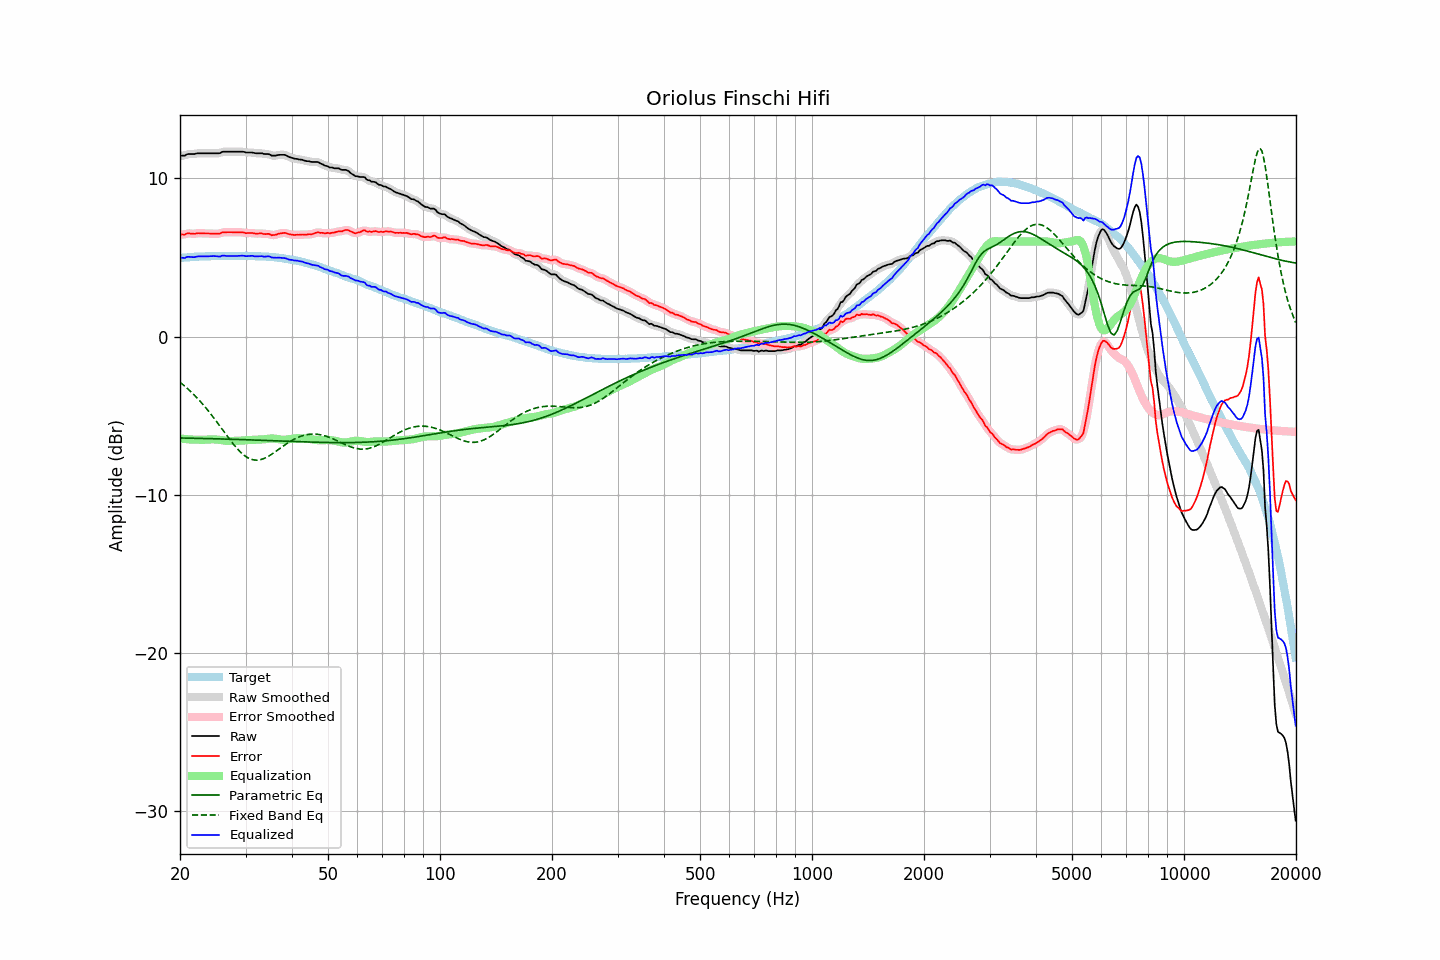 Oriolus Finschi Hifi
Amplitude (dBr)
10
0
−10
−20
−30
Target
Raw Smoothed
Error Smoothed
Raw
Error
Equalization
Parametric Eq
Fixed Band Eq
Equalized
20 50 100 200 500 1000 2000 5000 10000 20000
Frequency (Hz)